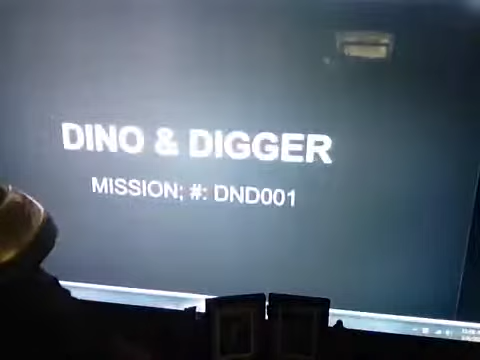 DINO & DIGGER
MISSION; #: DND001